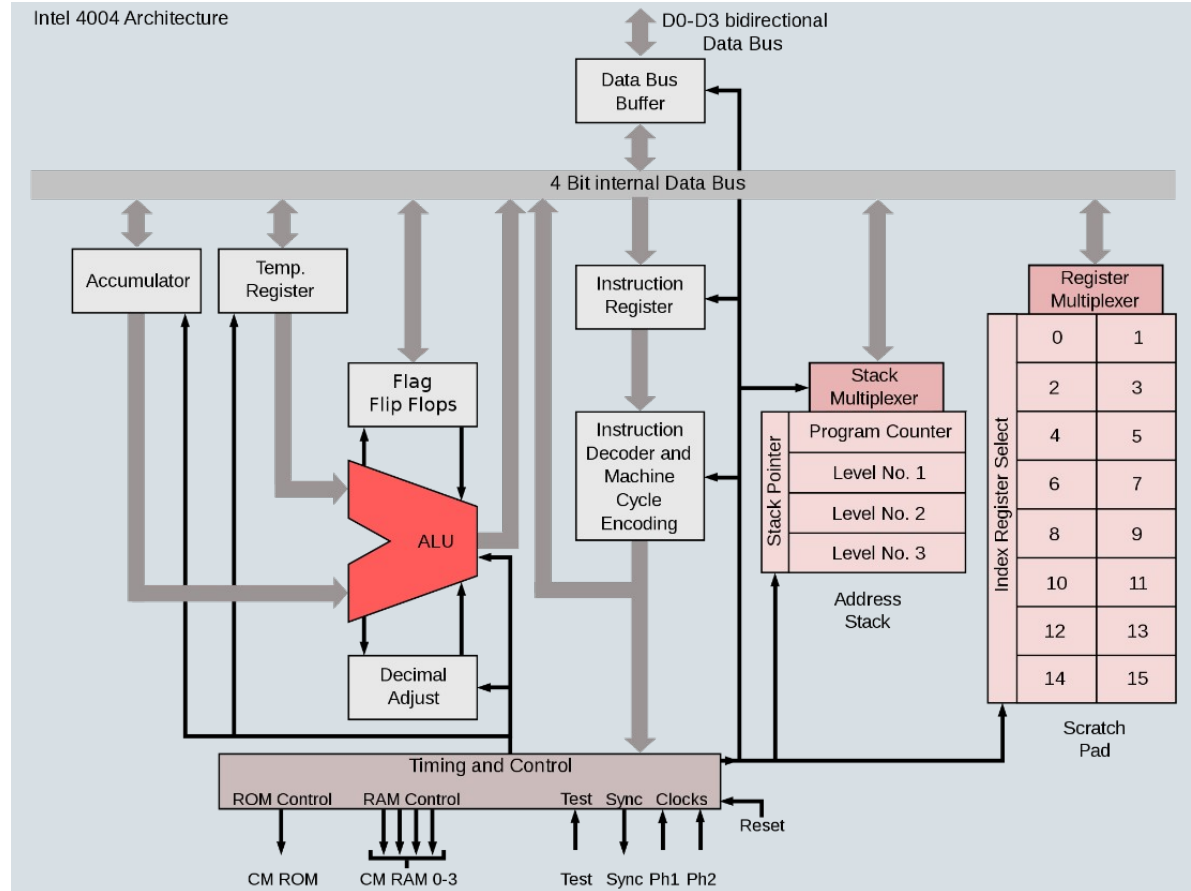 Intel 4004 Architecture
D0-D3 bidirectional
Data Bus
Data Bus
Buffer
4 Bit internal Data Bus
Accumulator
Temp.
Register
Instruction
Register
Register
Multiplexer
Flag
Flip Flops
Stack
Multiplexer
Instruction
Decoder and
Machine
Cycle
Encoding
Stack Pointer
Program Counter
Level No. 1
Level No. 2
Level No. 3
Address
Stack
Index Register Select
0 1
2 3
4 5
6 7
8 9
10 11
12 13
14 15
Scratch
Pad
ALU
Decimal
Adjust
Timing and Control
ROM Control RAM Control Test Sync Clocks
Reset
CM ROM CM RAM 0-3 Test Sync Ph1 Ph2